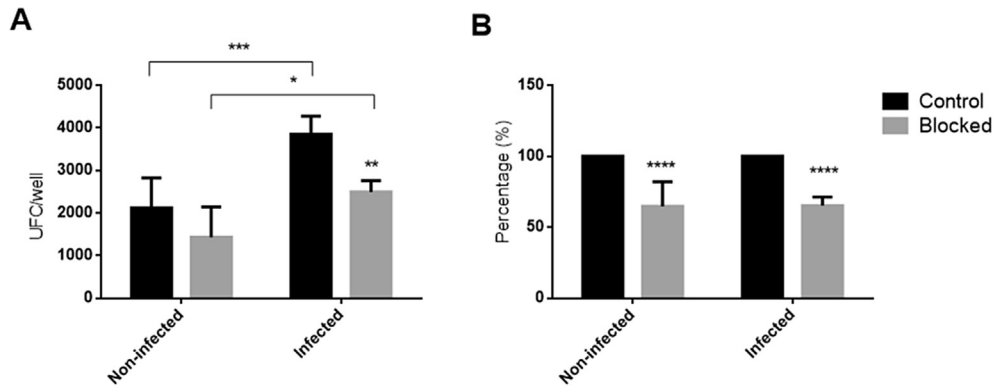 A
***
*
5000
4000
3000
2000
1000
0
UFC/well
**
Non-infected
Infected
B
150
100
50
0
Percentage (%)
****
****
Non-infected
Infected
Control
Blocked